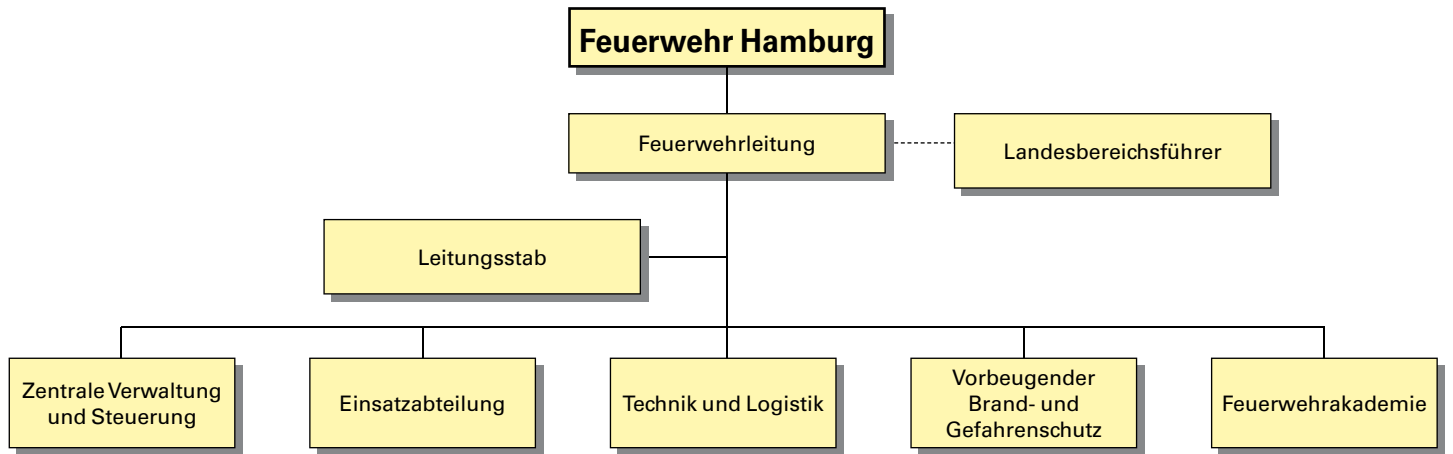 Feuerwehr Hamburg
Feuerwehrleitung
Landesbereichsführer
Leitungsstab
Zentrale Verwaltung
und Steuerung
Einsatzabteilung
Technik und Logistik
Vorbeugender
Brand- und
Gefahrenschutz
Feuerwehrakademie